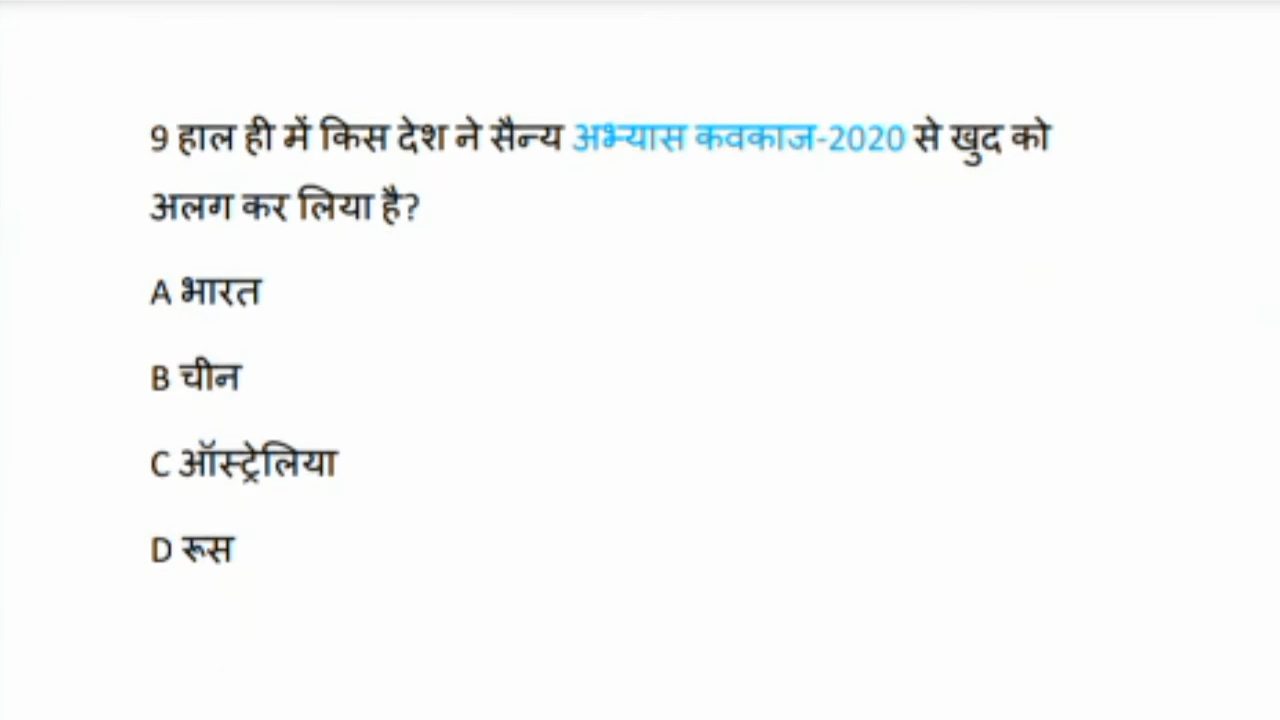 9 हाल ही में किस देश ने सैन्य अभ्यास कवकाज-2020 से खुद को
अलग कर लिया है?
A भारत
B चीन
C ऑस्ट्रेलिया
D रूस